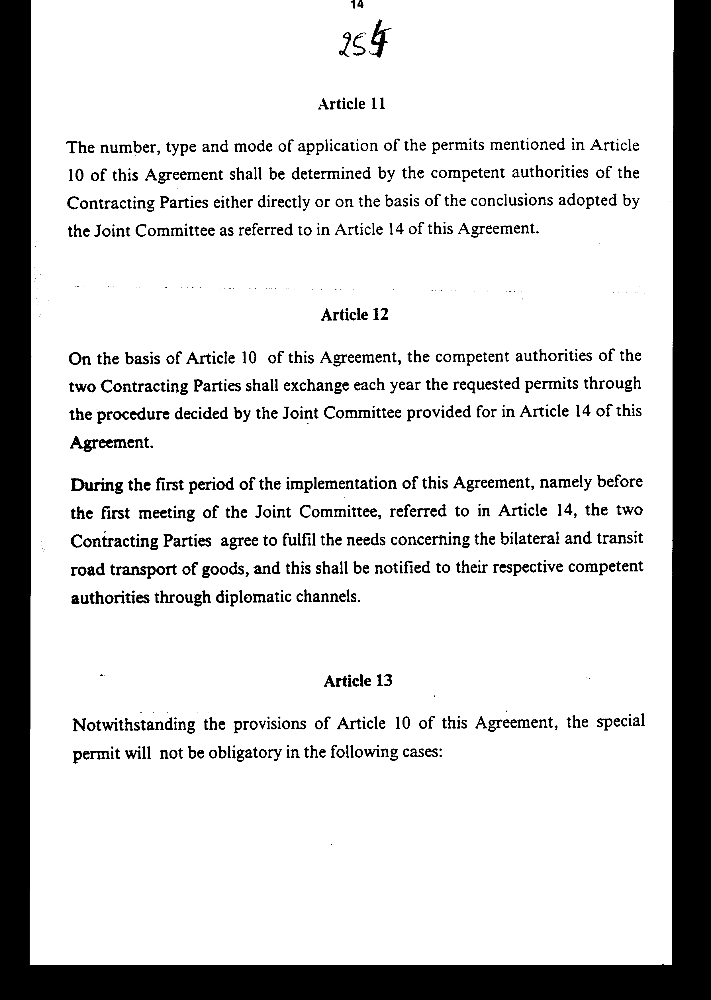 14
Article 11
The number, type and mode of application of the permits mentioned in Article
10 of this Agreement shall be determined by the competent authorities of the
Contracting Parties either directly or on the basis of the conclusions adopted by
the Joint Committee as referred to in Article 14 of this Agreement.
Article 12
On the basis of Article 10 of this Agreement, the competent authorities of the
two Contracting Parties shall exchange each year the requested permits through
the procedure decided by the Joint Committee provided for in Article 14 of this
Agreement.
During the first period of the implementation of this Agreement, namely before
the first meeting of the Joint Committee, referred to in Article 14, the two
Contracting Parties agree to fulfil the needs concerning the bilateral and transit
road transport of goods, and this shall be notified to their respective competent
authorities through diplomatic channels.
Article 13
Notwithstanding the provisions of Article 10 of this Agreement, the special
permit will not be obligatory in the following cases: